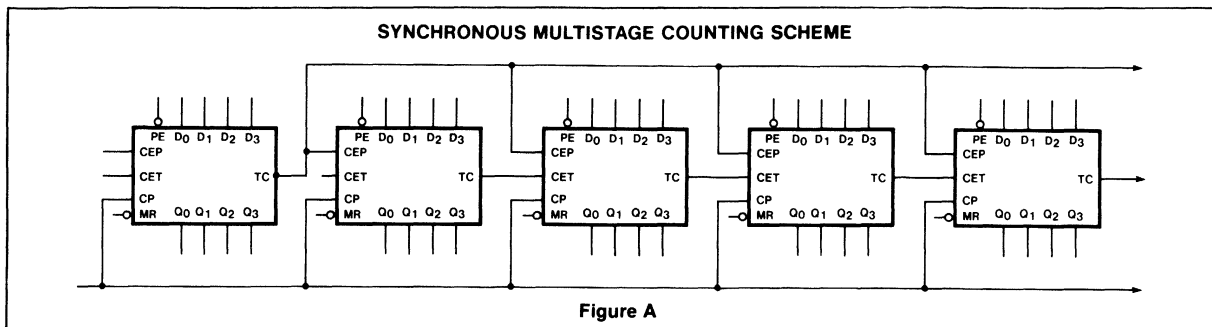 SYNCHRONOUS MULTISTAGE COUNTING SCHEME
PE D0 D1 D2 D3
CEP
CET TC
CP
MR Q0 Q1 Q2 Q3
PE D0 D1 D2 D3
CEP
CET TC
CP
MR Q0 Q1 Q2 Q3
PE D0 D1 D2 D3
CEP
CET TC
CP
MR Q0 Q1 Q2 Q3
PE D0 D1 D2 D3
CEP
CET TC
CP
MR Q0 Q1 Q2 Q3
PE D0 D1 D2 D3
CEP
CET TC
CP
MR Q0 Q1 Q2 Q3
Figure A